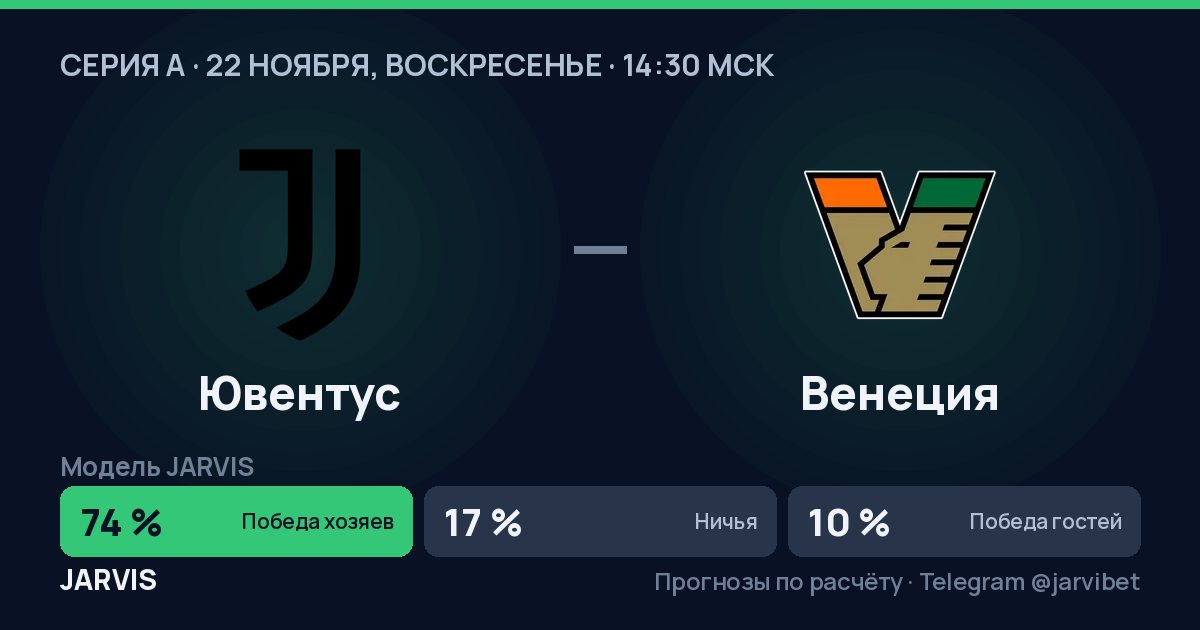 СЕРИЯ А · 22 НОЯБРЯ, ВОСКРЕСЕНЬЕ · 14:30 МСК
Ювентус
Венеция
Модель JARVIS
74 % Победа хозяев
17 % Ничья
10 % Победа гостей
JARVIS
Прогнозы по расчёту · Telegram @jarvibet